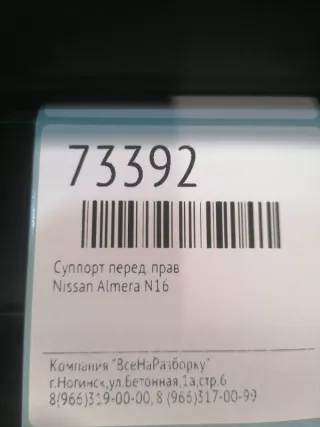 73392
Суппорт перед. прав
Nissan Almera N16
Компания "ВсеНаРазборку"
г.Ногинск,ул.Бетонная,1а,стр.6
8(966)319-00-00, 8 (966)317-00-99